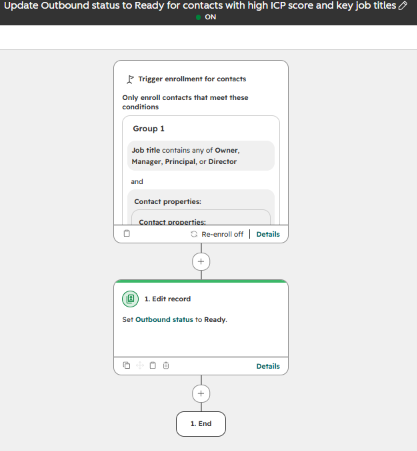 Update Outbound status to Ready for contacts with high ICP score and key job titles
ON
Trigger enrollment for contacts
Only enroll contacts that meet these
conditions
Group 1
Job title contains any of Owner,
Manager, Principal, or Director
and
Contact properties:
Contact properties:
Re-enroll off | Details
1. Edit record
Set Outbound status to Ready.
Details
1. End